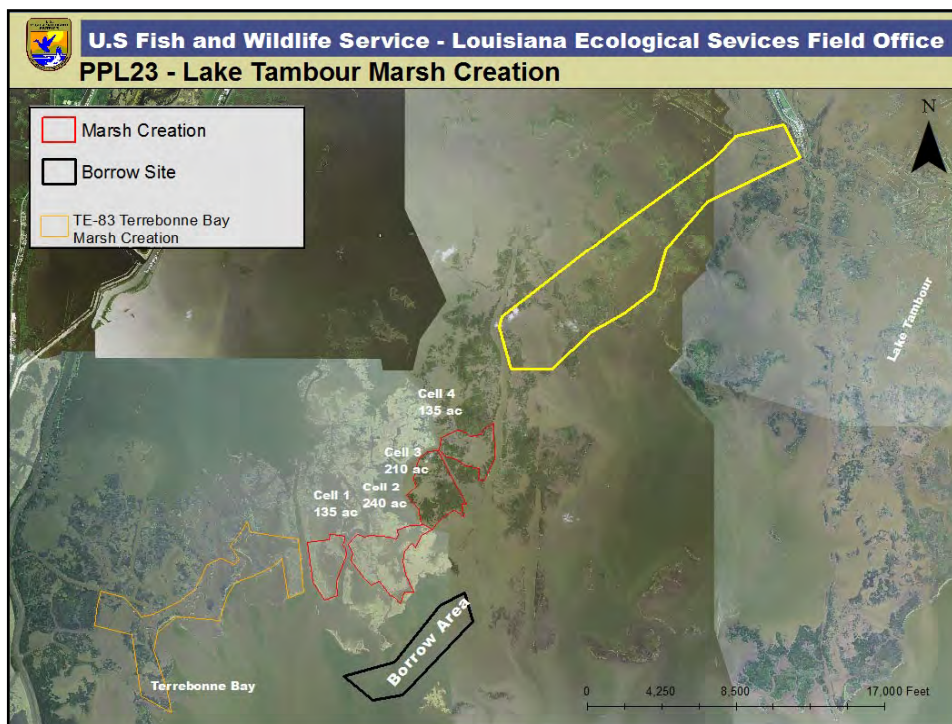 U.S Fish and Wildlife Service - Louisiana Ecological Sevices Field Office
PPL23 - Lake Tambour Marsh Creation
Marsh Creation
Borrow Site
TE-83 Terrebonne Bay
Marsh Creation
N
Lake Tambour
Cell 4
135 ac
Cell 3
210 ac
Cell 2
240 ac
Cell 1
135 ac
Borrow Area
Terrebonne Bay
0 4,250 8,500 17,000 Feet